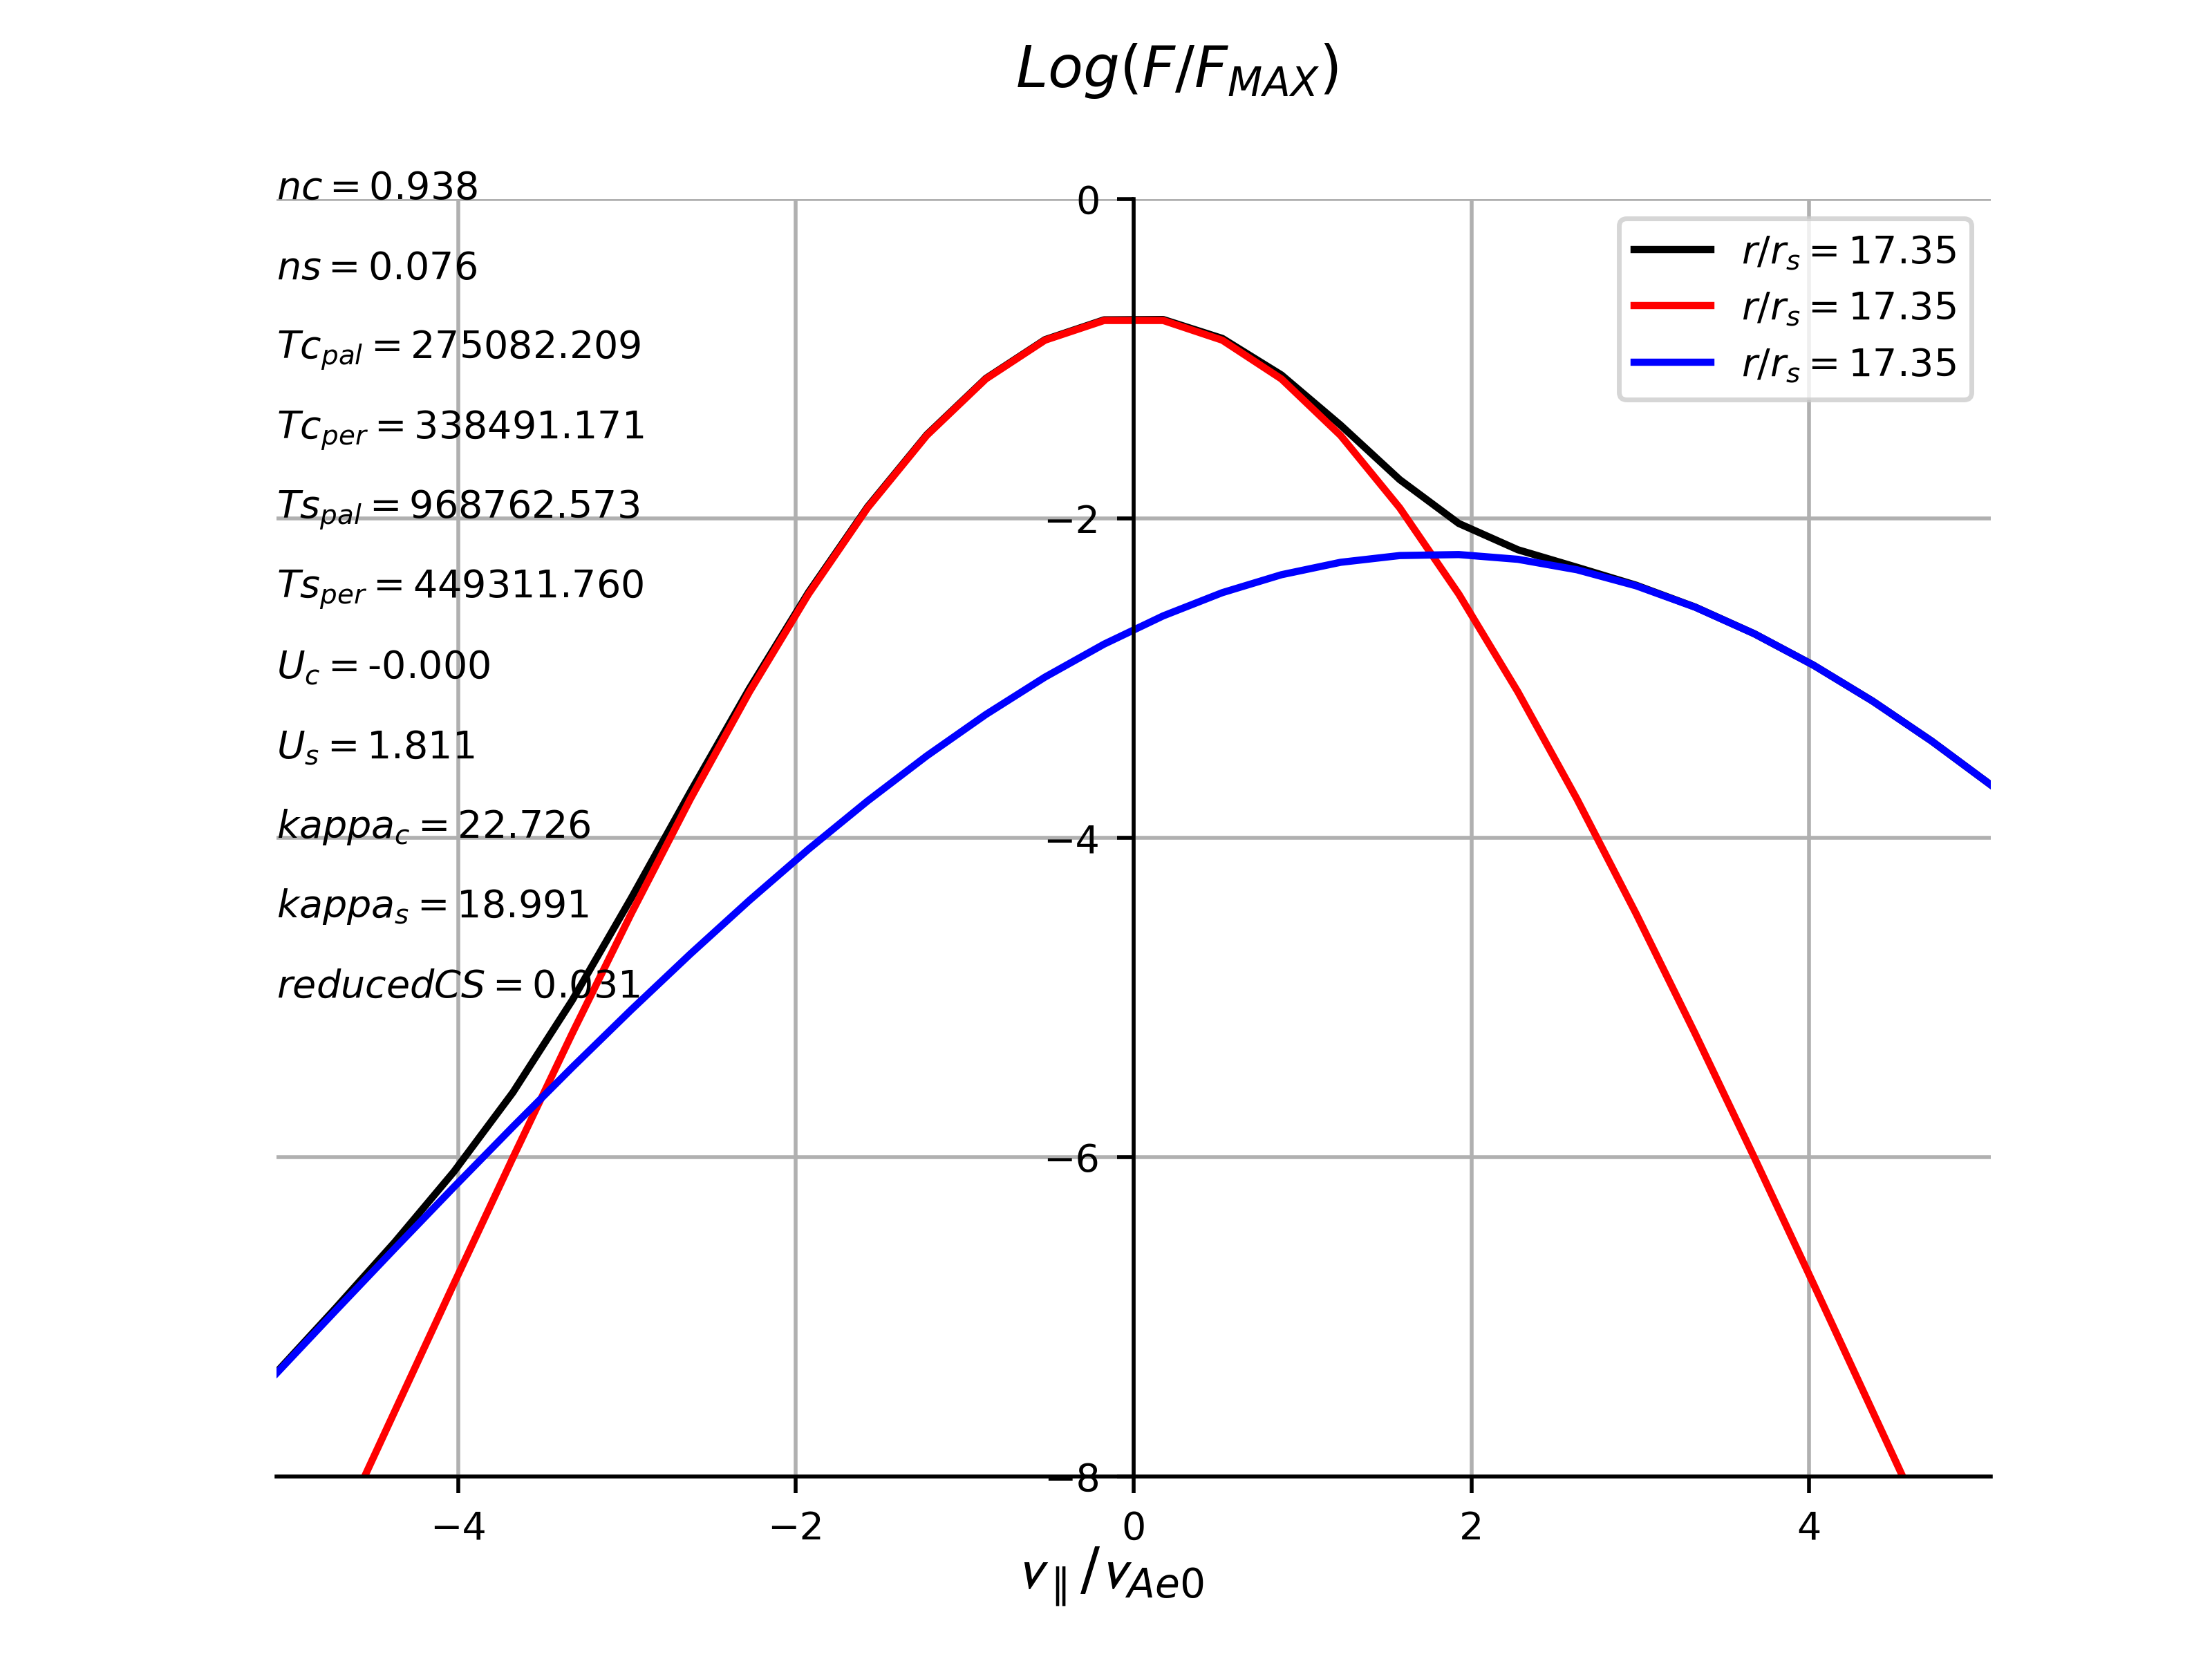 Log(F/F_MAX)
nc = 0.938
ns = 0.076
Tc_pal = 275082.209
Tc_per = 338491.171
Ts_pal = 968762.573
Ts_per = 449311.760
U_c = -0.000
U_s = 1.811
kappa_c = 22.726
kappa_s = 18.991
reducedCS = 0.031
r/r_s = 17.35
r/r_s = 17.35
r/r_s = 17.35
0
−2
−4
−6
−8
−4 −2 0 2 4
v_∥/v_Ae0